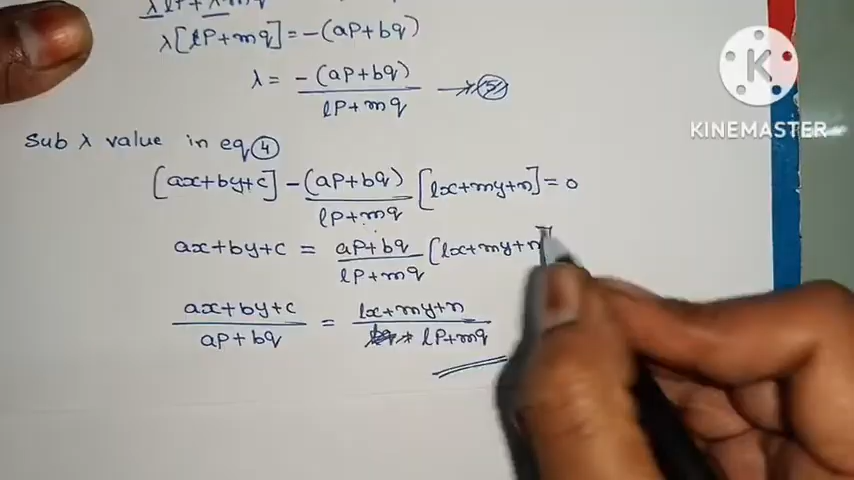 λlP+λmq
λ[lP+mq]=-(aP+bq)
λ= -(aP+bq) / lP+mq → (5)
Sub λ value in eq (4)
[ax+by+c] - (aP+bq) / lP+mq [lx+my+n]=0
ax+by+c = aP+bq / lP+mq [lx+my+n]
ax+by+c / aP+bq = lx+my+n / lP+mq
K
KINEMASTER